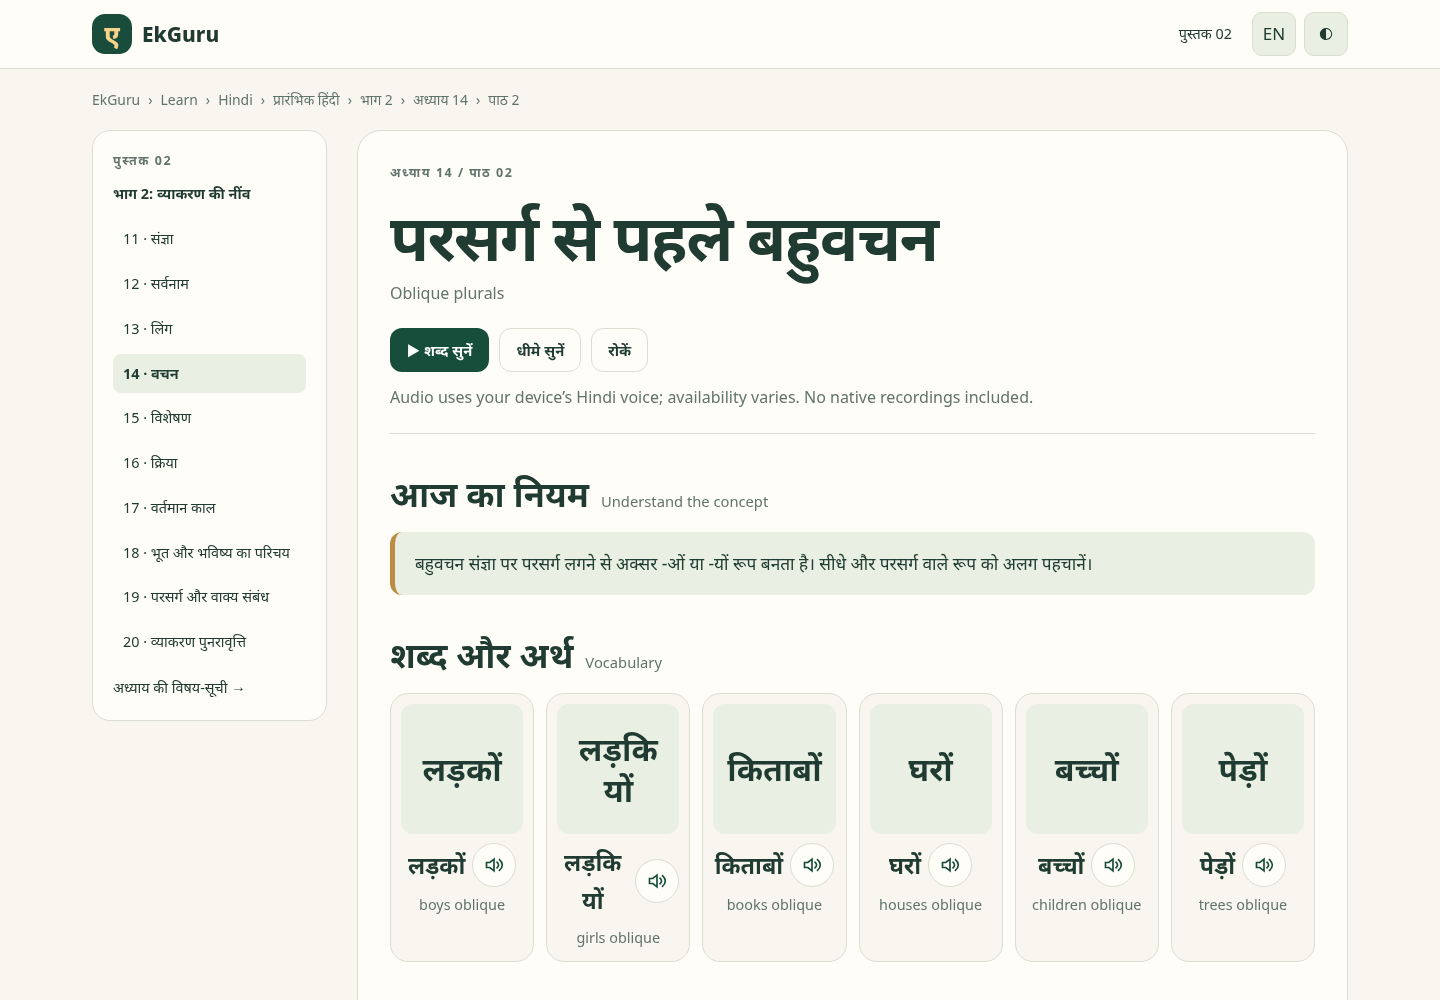 ए EkGuru
पुस्तक 02 EN
EkGuru › Learn › Hindi › प्रारंभिक हिंदी › भाग 2 › अध्याय 14 › पाठ 2
पुस्तक 02
भाग 2: व्याकरण की नींव
11 · संज्ञा
12 · सर्वनाम
13 · लिंग
14 · वचन
15 · विशेषण
16 · क्रिया
17 · वर्तमान काल
18 · भूत और भविष्य का परिचय
19 · परसर्ग और वाक्य संबंध
20 · व्याकरण पुनरावृत्ति
अध्याय की विषय-सूची →
अध्याय 14 / पाठ 02
परसर्ग से पहले बहुवचन
Oblique plurals
▶ शब्द सुनें धीमे सुनें रोकें
Audio uses your device’s Hindi voice; availability varies. No native recordings included.
आज का नियम Understand the concept
बहुवचन संज्ञा पर परसर्ग लगने से अक्सर -ओं या -यों रूप बनता है। सीधे और परसर्ग वाले रूप को अलग पहचानें।
शब्द और अर्थ Vocabulary
लड़कों
लड़कों
boys oblique
लड़कि
यों
लड़कि
यों
girls oblique
किताबों
किताबों
books oblique
घरों
घरों
houses oblique
बच्चों
बच्चों
children oblique
पेड़ों
पेड़ों
trees oblique